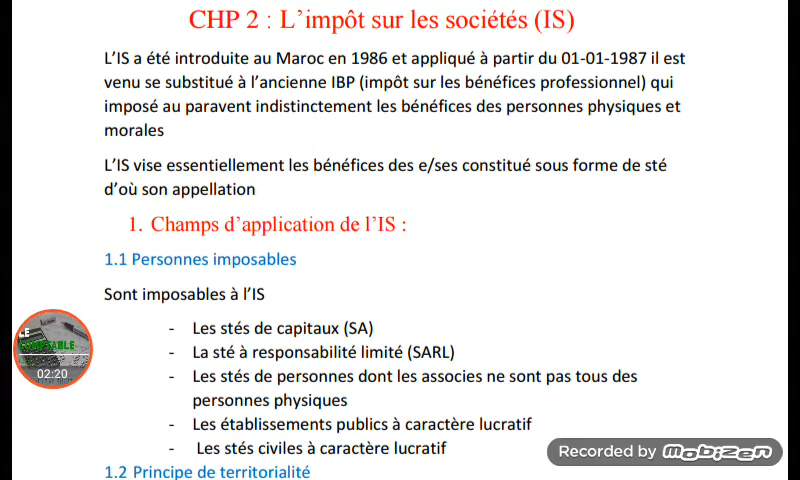 CHP 2 : L'impôt sur les sociétés (IS)
L'IS a été introduite au Maroc en 1986 et appliqué à partir du 01-01-1987 il est
venu se substitué à l'ancienne IBP (impôt sur les bénéfices professionnel) qui
imposé au paravent indistinctement les bénéfices des personnes physiques et
morales
L'IS vise essentiellement les bénéfices des e/ses constitué sous forme de sté
d'où son appellation
1. Champs d'application de l'IS :
1.1 Personnes imposables
Sont imposables à l'IS
- Les stés de capitaux (SA)
- La sté à responsabilité limité (SARL)
- Les stés de personnes dont les associes ne sont pas tous des
personnes physiques
- Les établissements publics à caractère lucratif
- Les stés civiles à caractère lucratif
1.2 Principe de territorialité
02:20
Recorded by mobizen